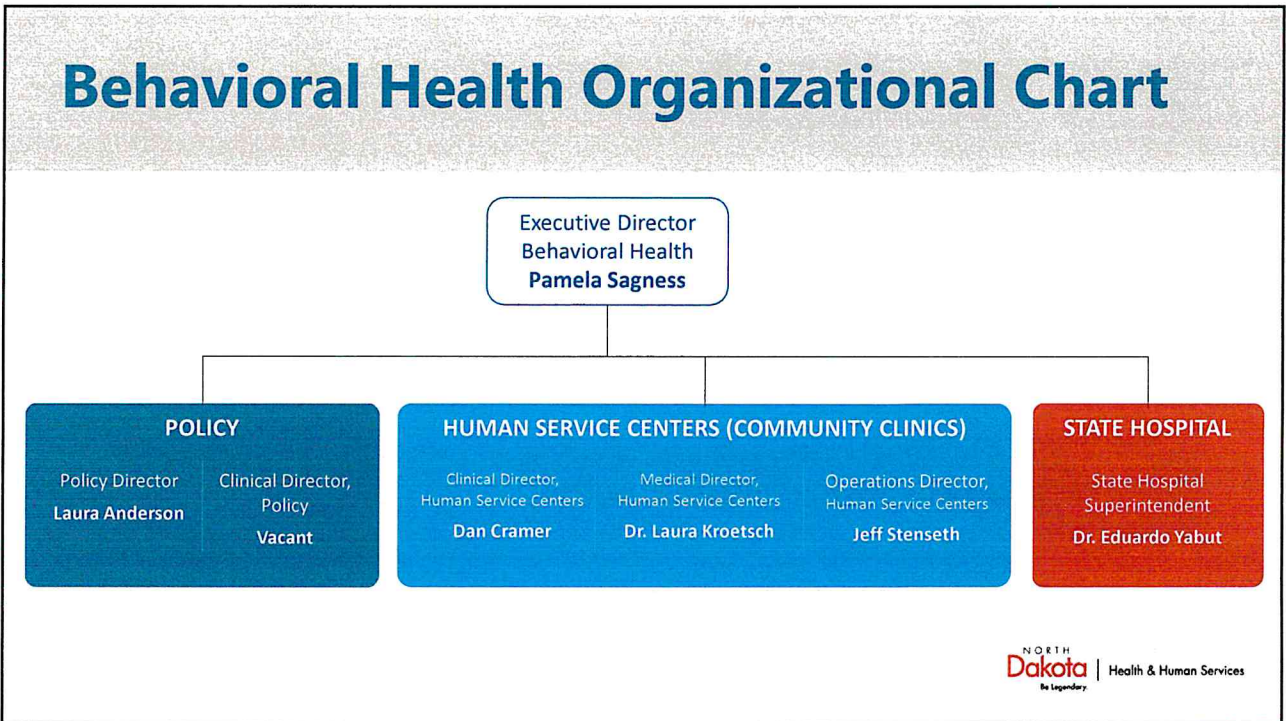 Behavioral Health Organizational Chart
Executive Director
Behavioral Health
Pamela Sagness
POLICY
Policy Director
Laura Anderson
Clinical Director,
Policy
Vacant
HUMAN SERVICE CENTERS (COMMUNITY CLINICS)
Clinical Director,
Human Service Centers
Dan Cramer
Medical Director,
Human Service Centers
Dr. Laura Kroetsch
Operations Director,
Human Service Centers
Jeff Stenseth
STATE HOSPITAL
State Hospital
Superintendent
Dr. Eduardo Yabut
NORTH
Dakota | Health & Human Services
Be Legendary.